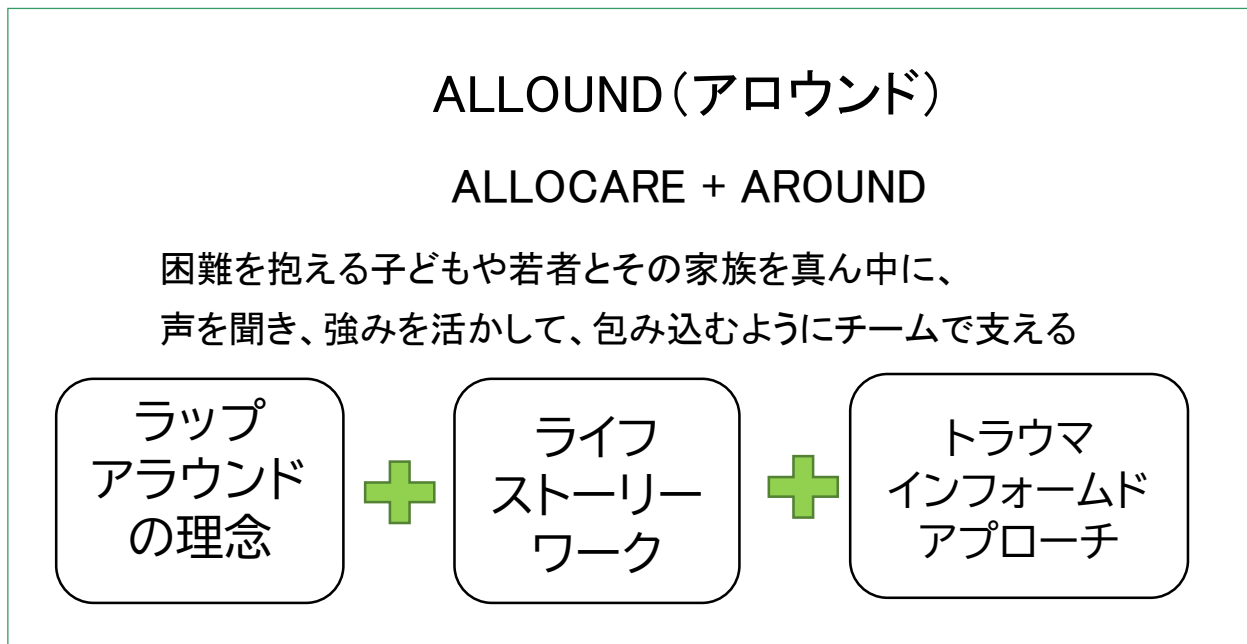 ALLOUND（アロウンド）
ALLOCARE + AROUND
困難を抱える子どもや若者とその家族を真ん中に、
声を聞き、強みを活かして、包み込むようにチームで支える
ラップ
アラウンド
の理念
ライフ
ストーリー
ワーク
トラウマ
インフォームド
アプローチ